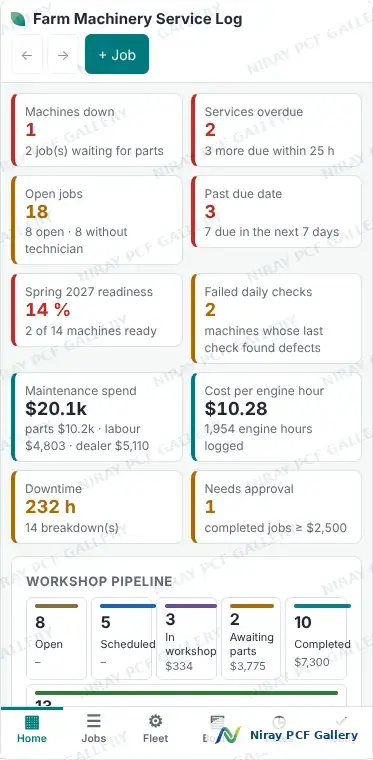 Farm Machinery Service Log
← → + Job
Machines down
1
2 job(s) waiting for parts
Services overdue
2
3 more due within 25 h
Open jobs
18
8 open · 8 without
technician
Past due date
3
7 due in the next 7 days
Spring 2027 readiness
14 %
2 of 14 machines ready
Failed daily checks
2
machines whose last
check found defects
Maintenance spend
$20.1k
parts $10.2k · labour
$4,803 · dealer $5,110
Cost per engine hour
$10.28
1,954 engine hours
logged
Downtime
232 h
14 breakdown(s)
Needs approval
1
completed jobs ≥ $2,500
WORKSHOP PIPELINE
8
Open
–
5
Scheduled
–
3
In
workshop
$334
2
Awaiting
parts
$3,775
10
Completed
$7,300
Home
Jobs
Fleet
Niray PCF Gallery
NIRAY PCF GALLERY